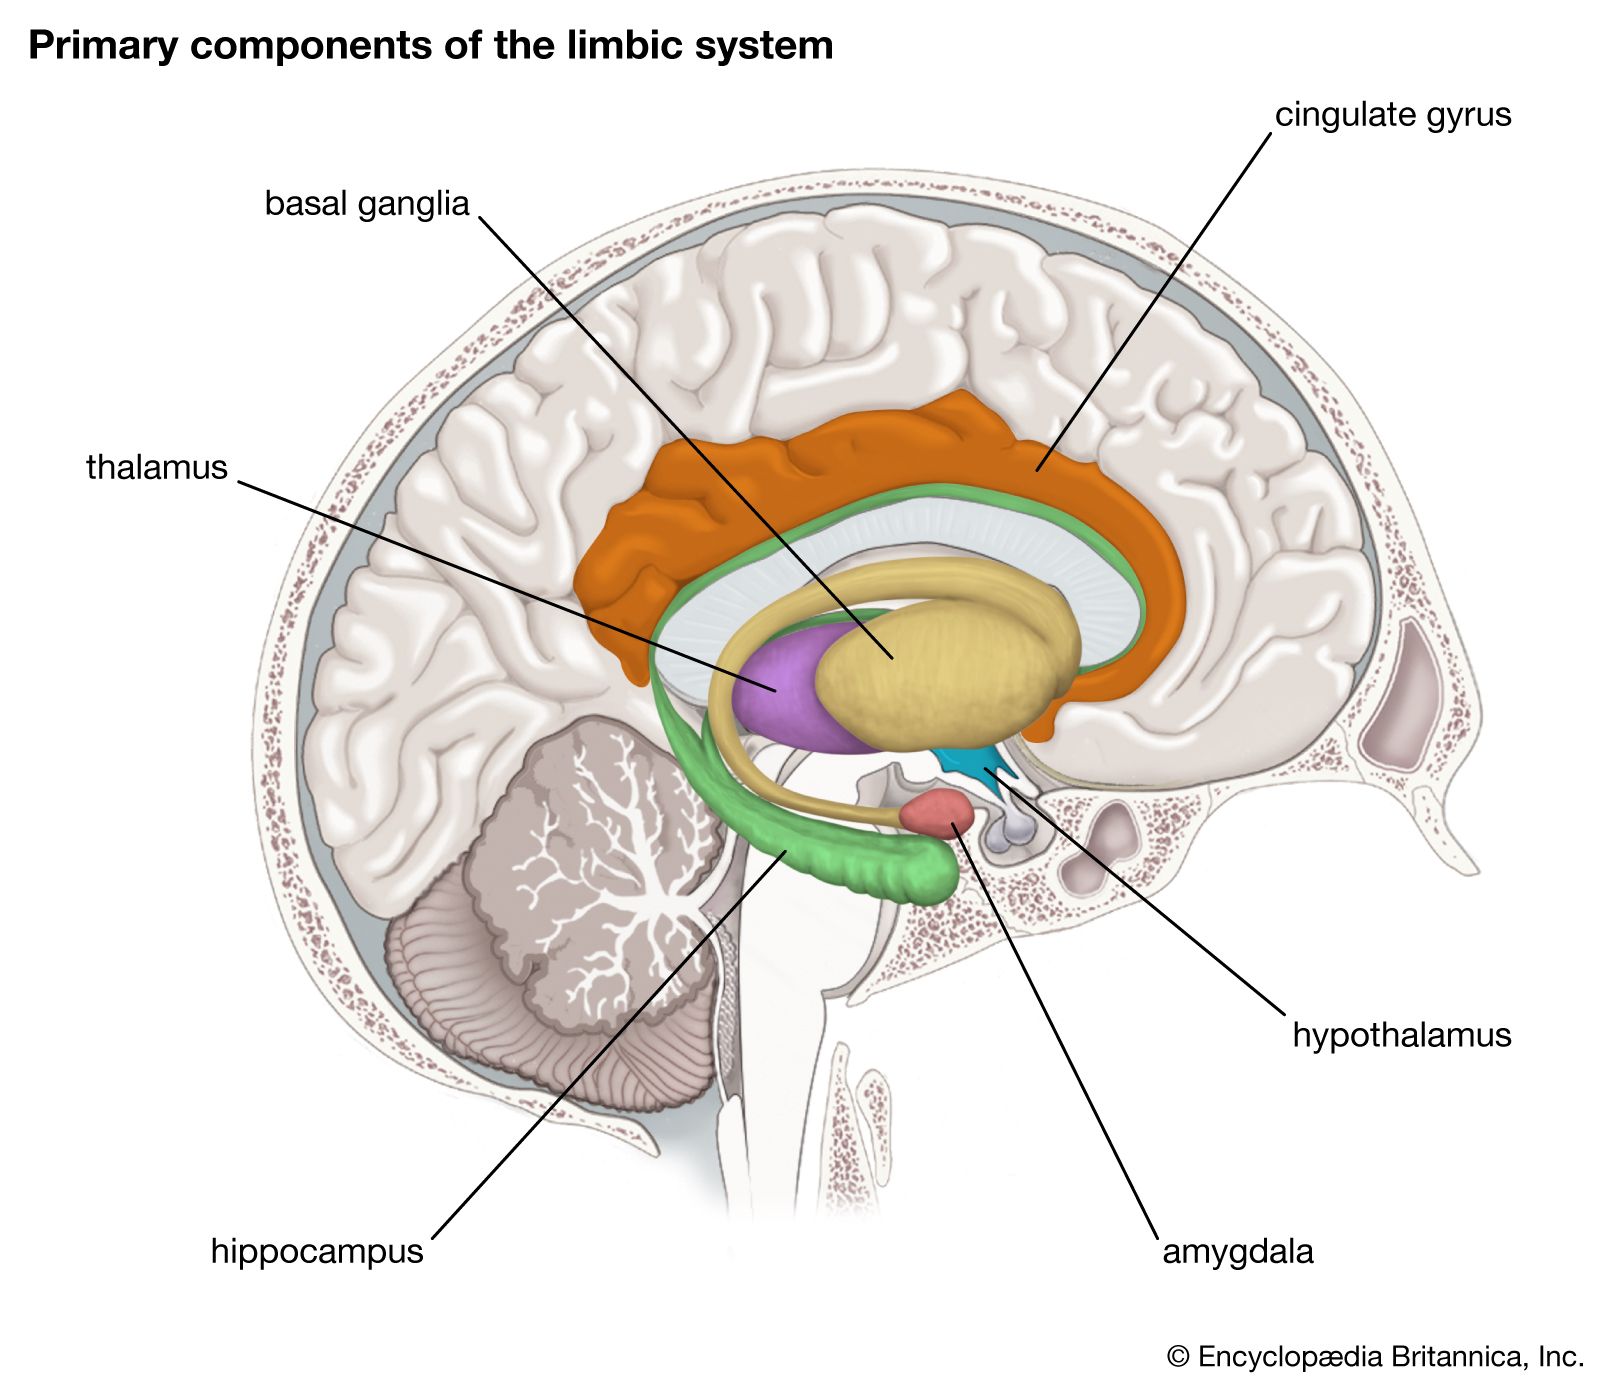 Primary components of the limbic system
cingulate gyrus
basal ganglia
thalamus
hypothalamus
hippocampus
amygdala
© Encyclopædia Britannica, Inc.